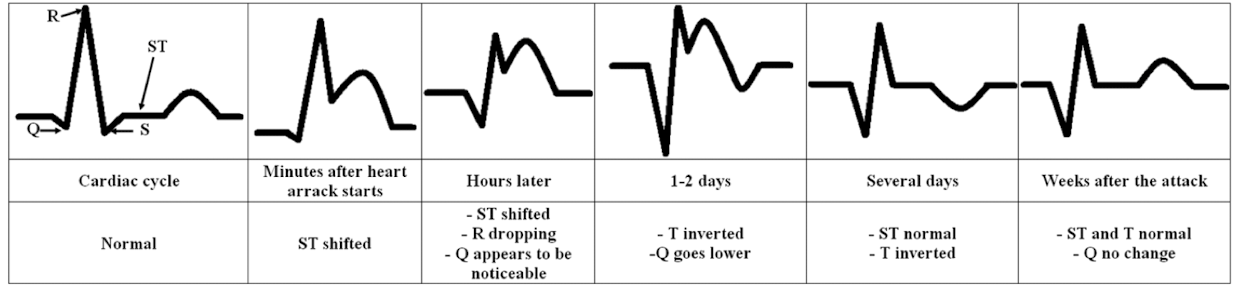 R
ST
Q
S
Cardiac cycle
Minutes after heart
arrack starts
Hours later
1-2 days
Several days
Weeks after the attack
Normal
ST shifted
- ST shifted
- R dropping
- Q appears to be
noticeable
- T inverted
-Q goes lower
- ST normal
- T inverted
- ST and T normal
- Q no change